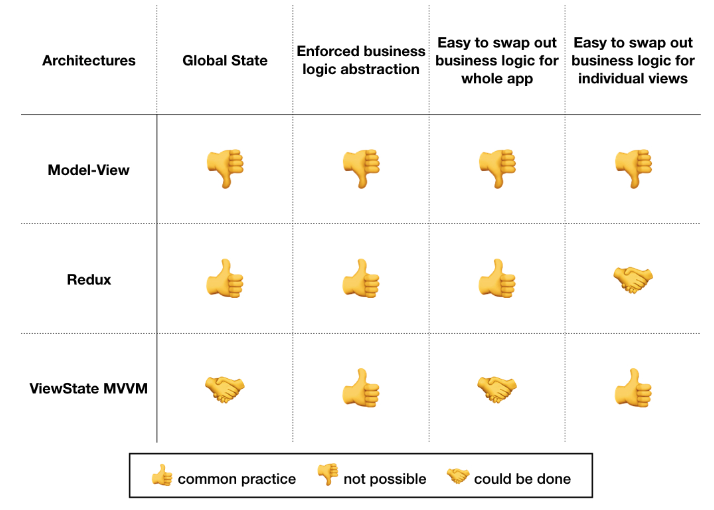 Architectures
Global State
Enforced business
logic abstraction
Easy to swap out
business logic for
whole app
Easy to swap out
business logic for
individual views
Model-View
Redux
ViewState MVVM
common practice
not possible
could be done